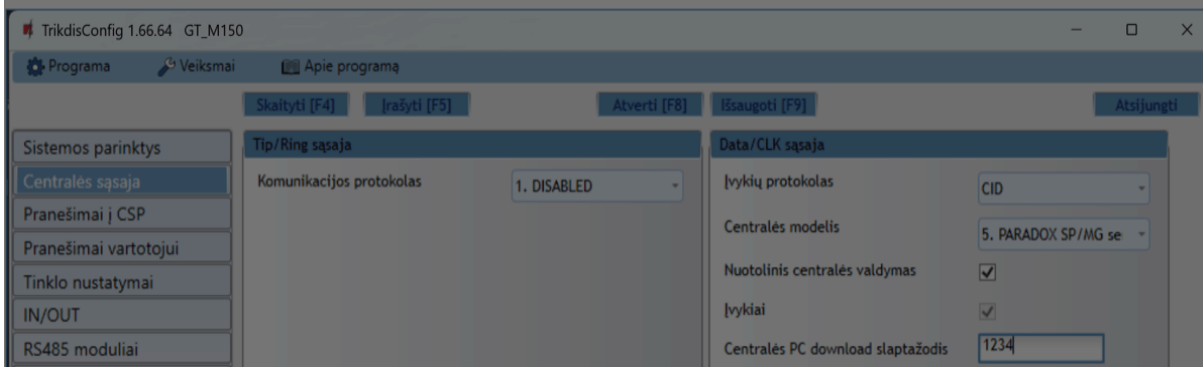 TrikdisConfig 1.66.64 GT_M150
Programa Veiksmai Apie programą
Skaityti [F4] Įrašyti [F5] Atverti [F8] Išsaugoti [F9] Atsijungti
Sistemos parinktys
Centralės sąsaja
Pranešimai į CSP
Pranešimai vartotojui
Tinklo nustatymai
IN/OUT
RS485 moduliai
Tip/Ring sąsaja
Komunikacijos protokolas 1. DISABLED
Data/CLK sąsaja
Įvykių protokolas CID
Centralės modelis 5. PARADOX SP/MG se
Nuotolinis centralės valdymas
Įvykiai
Centralės PC download slaptažodis 1234